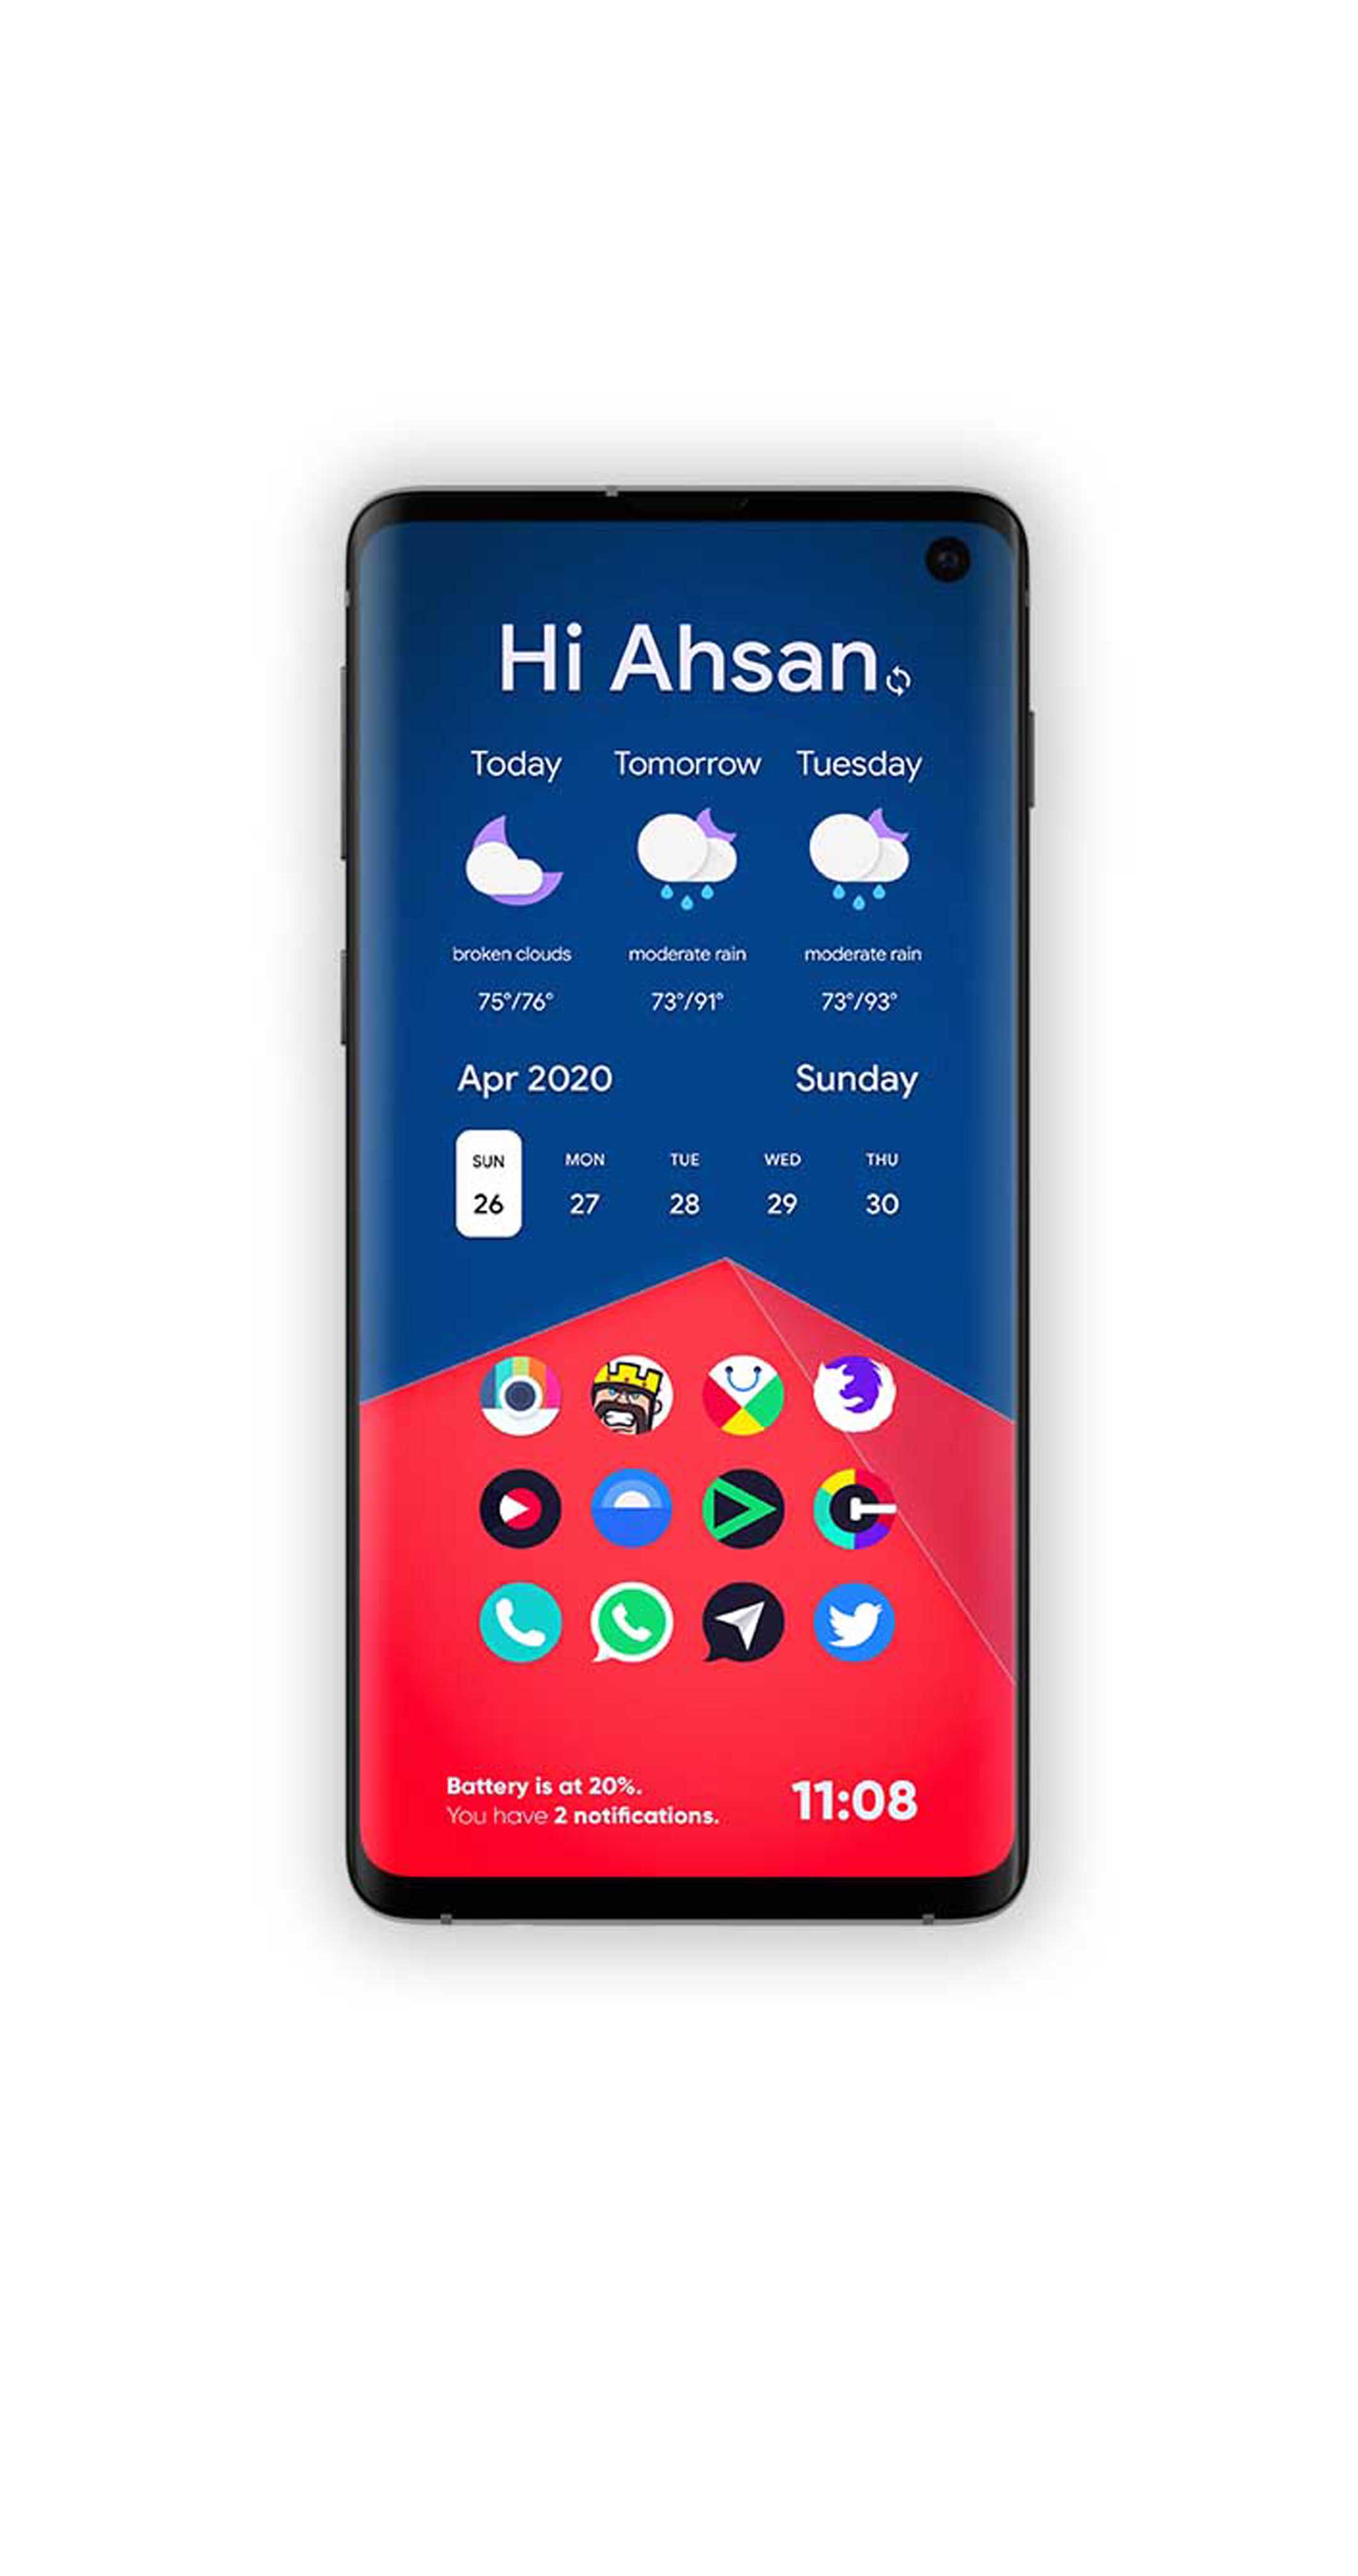 Hi Ahsan
Today Tomorrow Tuesday
broken clouds moderate rain moderate rain
75°/76° 73°/91° 73°/93°
Apr 2020 Sunday
SUN MON TUE WED THU
26 27 28 29 30
Battery is at 20%.
You have 2 notifications.
11:08